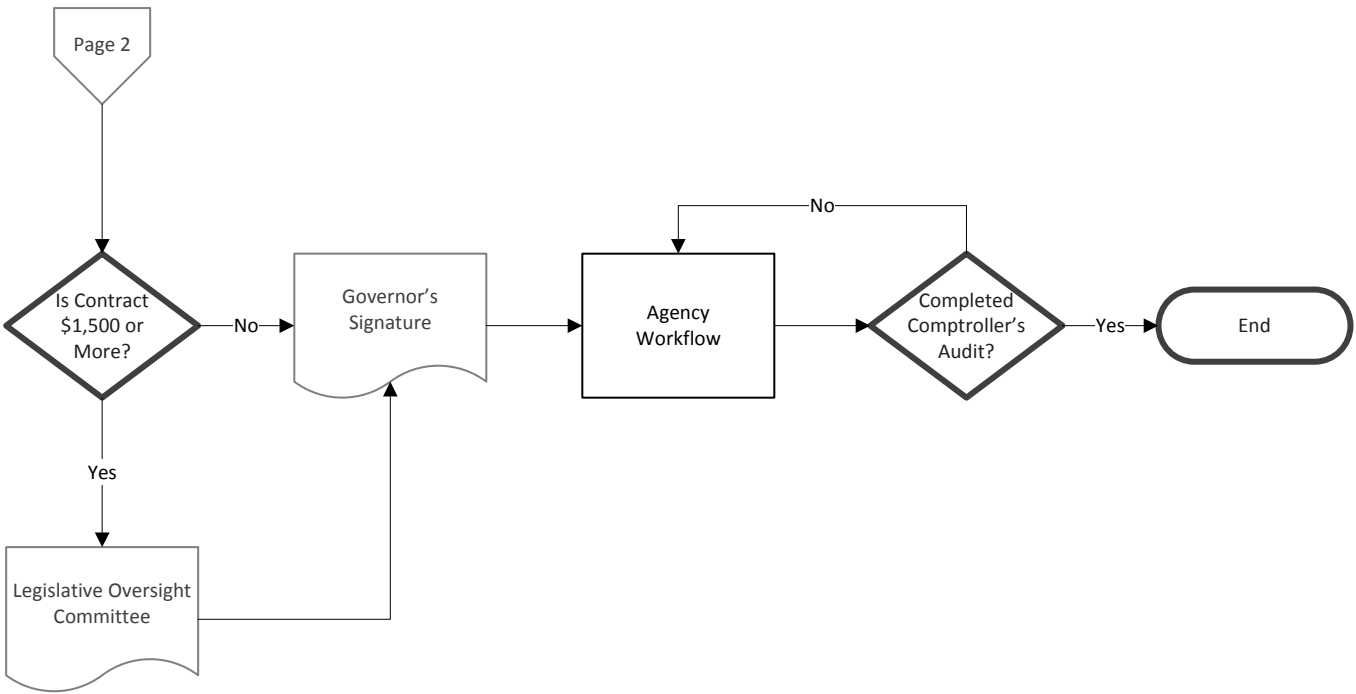 Page 2
No
Is Contract
$1,500 or
More?
No
Governor's
Signature
Agency
Workflow
Completed
Comptroller's
Audit?
Yes
End
Yes
Legislative Oversight
Committee